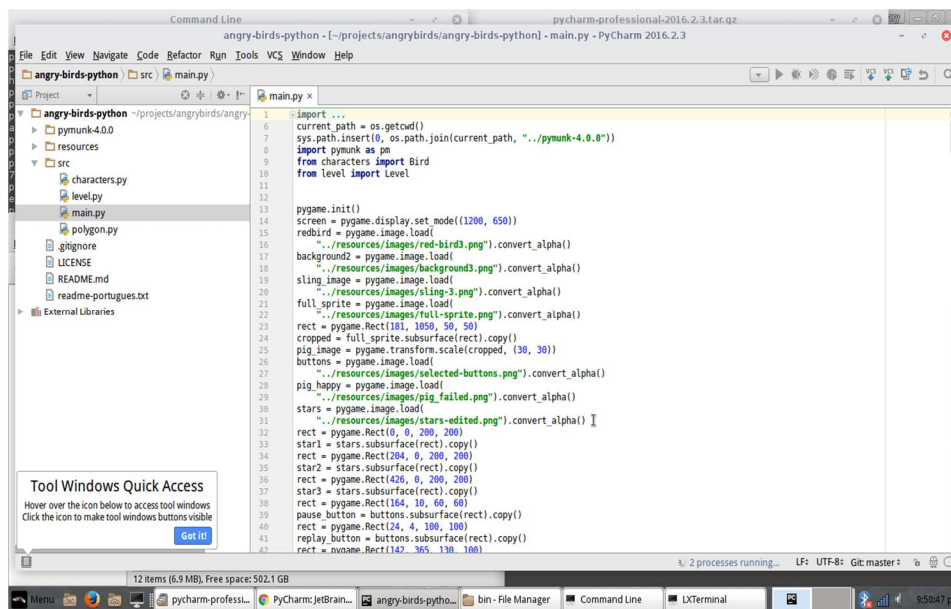 Command Line
pycharm-professional-2016.2.3.tar.gz
angry-birds-python - [~/projects/angrybirds/angry-birds-python] - main.py - PyCharm 2016.2.3
File Edit View Navigate Code Refactor Run Tools VCS Window Help
angry-birds-python src main.py
VCS VCS
Project
main.py ×
angry-birds-python ~/projects/angrybirds/angry-
pymunk-4.0.0
resources
src
characters.py
level.py
main.py
polygon.py
.gitignore
LICENSE
README.md
readme-portugues.txt
External Libraries
1 import ...
6 current_path = os.getcwd()
7 sys.path.insert(0, os.path.join(current_path, "../pymunk-4.0.0"))
8 import pymunk as pm
9 from characters import Bird
10 from level import Level
11
12
13 pygame.init()
14 screen = pygame.display.set_mode((1200, 650))
15 redbird = pygame.image.load(
16 "../resources/images/red-bird3.png").convert_alpha()
17 background2 = pygame.image.load(
18 "../resources/images/background3.png").convert_alpha()
19 sling_image = pygame.image.load(
20 "../resources/images/sling-3.png").convert_alpha()
21 full_sprite = pygame.image.load(
22 "../resources/images/full-sprite.png").convert_alpha()
23 rect = pygame.Rect(181, 1050, 50, 50)
24 cropped = full_sprite.subsurface(rect).copy()
25 pig_image = pygame.transform.scale(cropped, (30, 30))
26 buttons = pygame.image.load(
27 "../resources/images/selected-buttons.png").convert_alpha()
28 pig_happy = pygame.image.load(
29 "../resources/images/pig_failed.png").convert_alpha()
30 stars = pygame.image.load(
31 "../resources/images/stars-edited.png").convert_alpha()
32 rect = pygame.Rect(0, 0, 200, 200)
33 star1 = stars.subsurface(rect).copy()
34 rect = pygame.Rect(204, 0, 200, 200)
35 star2 = stars.subsurface(rect).copy()
36 rect = pygame.Rect(426, 0, 200, 200)
37 star3 = stars.subsurface(rect).copy()
38 rect = pygame.Rect(164, 10, 60, 60)
39 pause_button = buttons.subsurface(rect).copy()
40 rect = pygame.Rect(24, 4, 100, 100)
41 replay_button = buttons.subsurface(rect).copy()
42 rect = pygame.Rect(142, 365, 130, 100)
Tool Windows Quick Access
Hover over the icon below to access tool windows
Click the icon to make tool windows buttons visible
Got it!
2 processes running... LF÷ UTF-8÷ Git: master÷
12 items (6.9 MB), Free space: 502.1 GB
Menu pycharm-professi... PyCharm: JetBrain... angry-birds-pytho... bin - File Manager Command Line LXTerminal PC 9:50:47